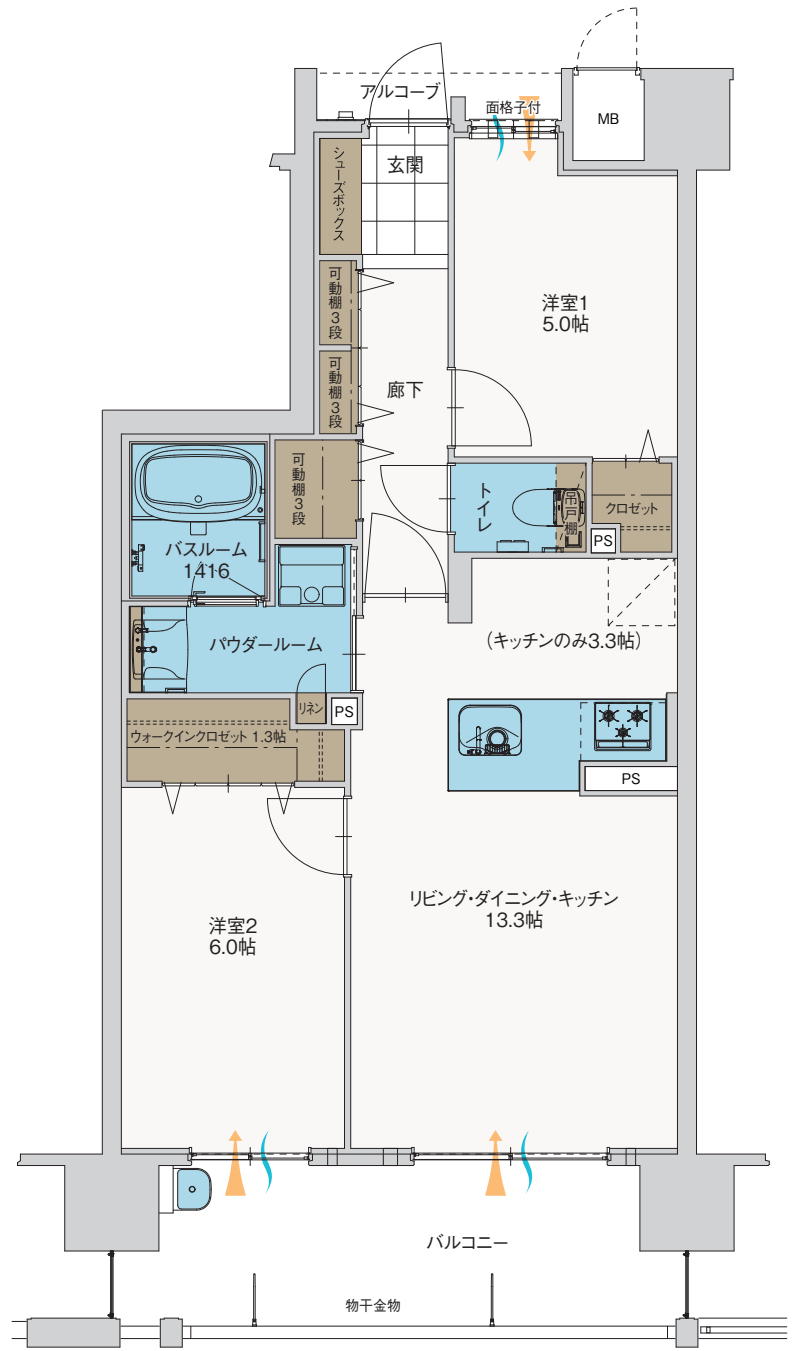 アルコーブ
面格子付
MB
玄関
シューズボックス
可動棚3段
洋室1
5.0帖
可動棚3段
廊下
可動棚3段
トイレ
吊戸棚
クロゼット
PS
バスルーム
1416
(キッチンのみ3.3帖)
パウダールーム
リネン
PS
ウォークインクロゼット 1.3帖
PS
リビング・ダイニング・キッチン
13.3帖
洋室2
6.0帖
バルコニー
物干金物